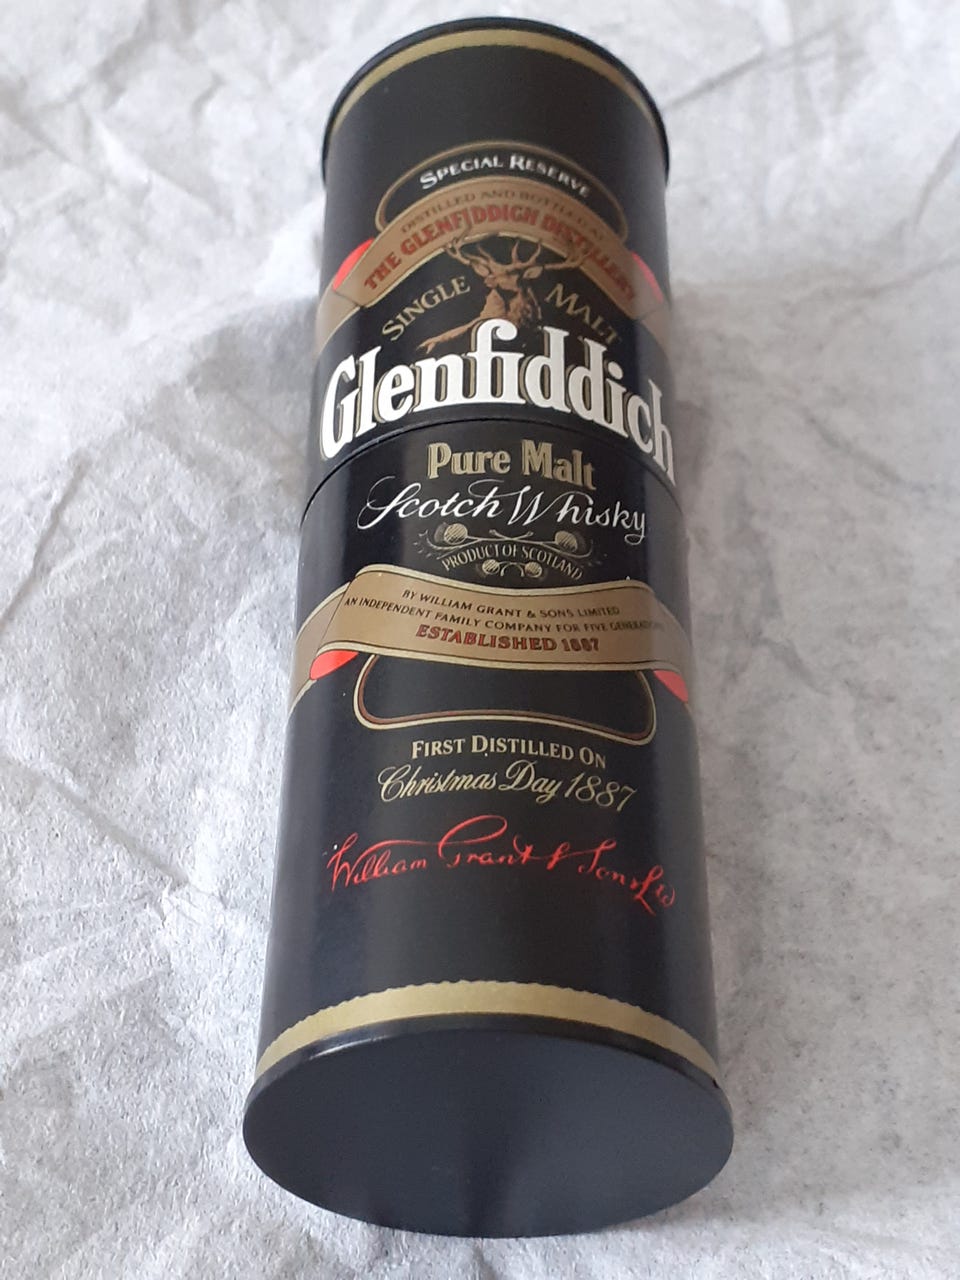 SPECIAL RESERVE
DISTILLED AND BOTTLED AT
THE GLENFIDDICH DISTILLERY
SINGLE MALT
Glenfiddich
Pure Malt
Scotch Whisky
PRODUCT OF SCOTLAND
BY WILLIAM GRANT & SONS LIMITED
AN INDEPENDENT FAMILY COMPANY FOR FIVE GENERATIONS
ESTABLISHED 1887
FIRST DISTILLED ON
Christmas Day 1887
William Grant & Sons Ltd